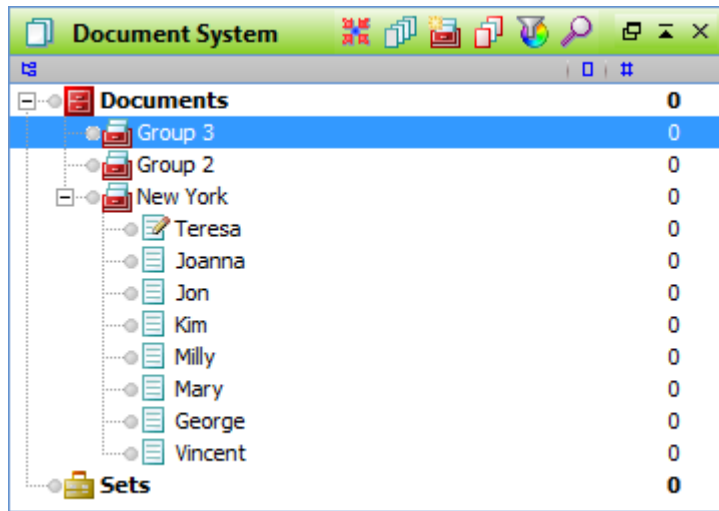 Document System
#
Documents 0
Group 3 0
Group 2 0
New York 0
Teresa 0
Joanna 0
Jon 0
Kim 0
Milly 0
Mary 0
George 0
Vincent 0
Sets 0